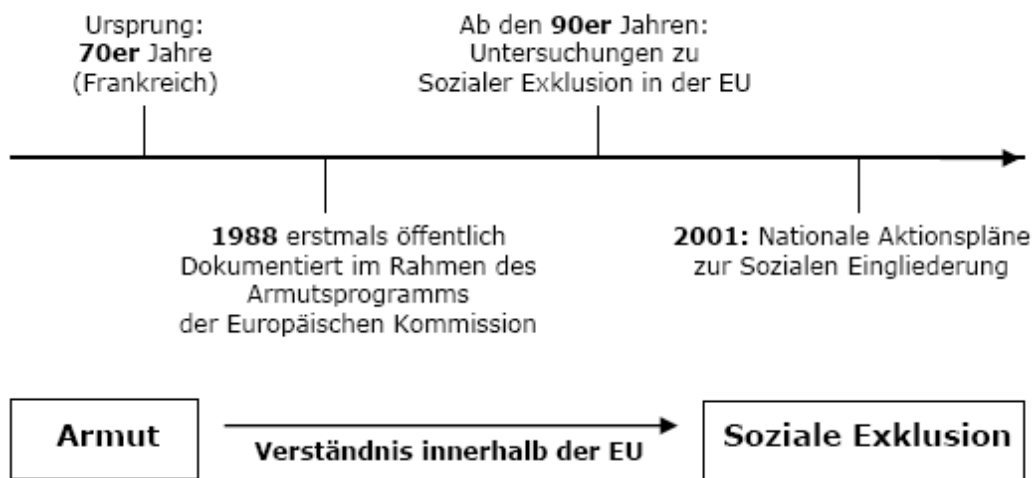 Ursprung:
70er Jahre
(Frankreich)
Ab den 90er Jahren:
Untersuchungen zu
Sozialer Exklusion in der EU
1988 erstmals öffentlich
Dokumentiert im Rahmen des
Armutsprogramms
der Europäischen Kommission
2001: Nationale Aktionspläne
zur Sozialen Eingliederung
Armut
Verständnis innerhalb der EU
Soziale Exklusion